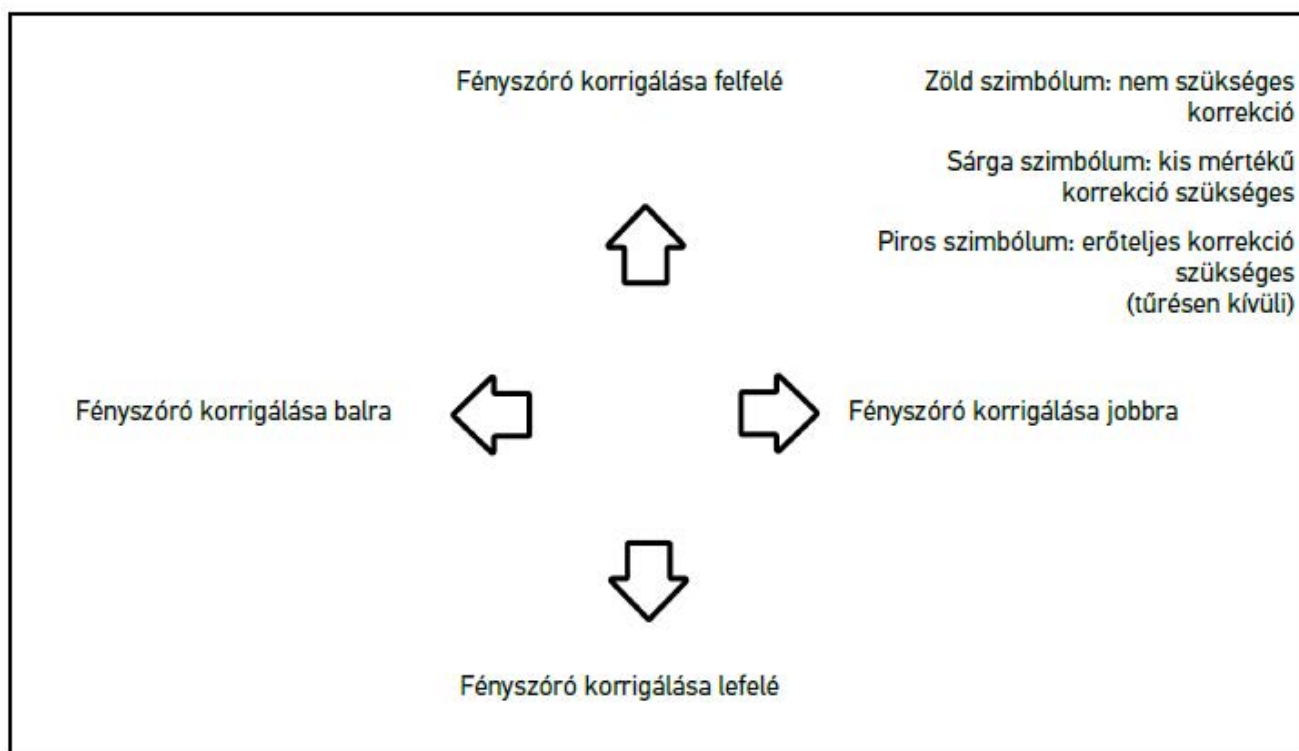 Fényszóró korrigálása felfelé
Zöld szimbólum: nem szükséges
korrekció
Sárga szimbólum: kis mértékű
korrekció szükséges
Piros szimbólum: erőteljes korrekció
szükséges
(tűrésen kívüli)
Fényszóró korrigálása balra
Fényszóró korrigálása jobbra
Fényszóró korrigálása lefelé